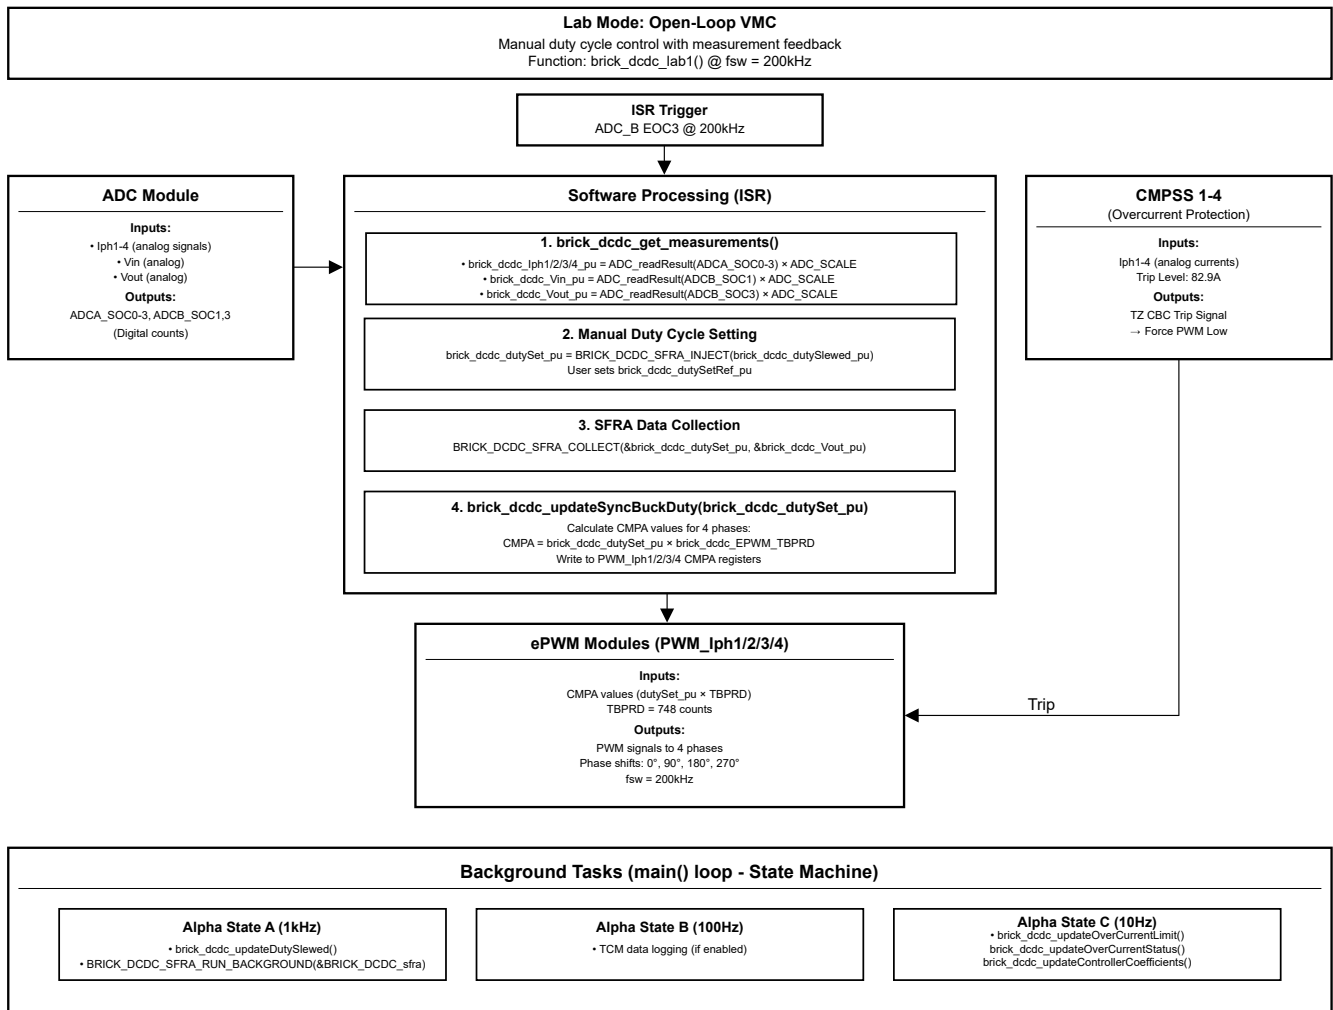 Lab Mode: Open-Loop VMC
Manual duty cycle control with measurement feedback
Function: brick_dcdc_lab1() @ fsw = 200kHz
ISR Trigger
ADC_B EOC3 @ 200kHz
ADC Module
Inputs:
• Iph1-4 (analog signals)
• Vin (analog)
• Vout (analog)
Outputs:
ADCA_SOC0-3, ADCB_SOC1,3
(Digital counts)
Software Processing (ISR)
1. brick_dcdc_get_measurements()
• brick_dcdc_Iph1/2/3/4_pu = ADC_readResult(ADCA_SOC0-3) × ADC_SCALE
• brick_dcdc_Vin_pu = ADC_readResult(ADCB_SOC1) × ADC_SCALE
• brick_dcdc_Vout_pu = ADC_readResult(ADCB_SOC3) × ADC_SCALE
2. Manual Duty Cycle Setting
brick_dcdc_dutySet_pu = BRICK_DCDC_SFRA_INJECT(brick_dcdc_dutySlewed_pu)
User sets brick_dcdc_dutySetRef_pu
3. SFRA Data Collection
BRICK_DCDC_SFRA_COLLECT(&brick_dcdc_dutySet_pu, &brick_dcdc_Vout_pu)
4. brick_dcdc_updateSyncBuckDuty(brick_dcdc_dutySet_pu)
Calculate CMPA values for 4 phases:
CMPA = brick_dcdc_dutySet_pu × brick_dcdc_EPWM_TBPRD
Write to PWM_Iph1/2/3/4 CMPA registers
CMPSS 1-4
(Overcurrent Protection)
Inputs:
Iph1-4 (analog currents)
Trip Level: 82.9A
Outputs:
TZ CBC Trip Signal
→ Force PWM Low
ePWM Modules (PWM_Iph1/2/3/4)
Inputs:
CMPA values (dutySet_pu × TBPRD)
TBPRD = 748 counts
Outputs:
PWM signals to 4 phases
Phase shifts: 0°, 90°, 180°, 270°
fsw = 200kHz
Trip
Background Tasks (main() loop - State Machine)
Alpha State A (1kHz)
• brick_dcdc_updateDutySlewed()
• BRICK_DCDC_SFRA_RUN_BACKGROUND(&BRICK_DCDC_sfra)
Alpha State B (100Hz)
• TCM data logging (if enabled)
Alpha State C (10Hz)
• brick_dcdc_updateOverCurrentLimit()
brick_dcdc_updateOverCurrentStatus()
brick_dcdc_updateControllerCoefficients()